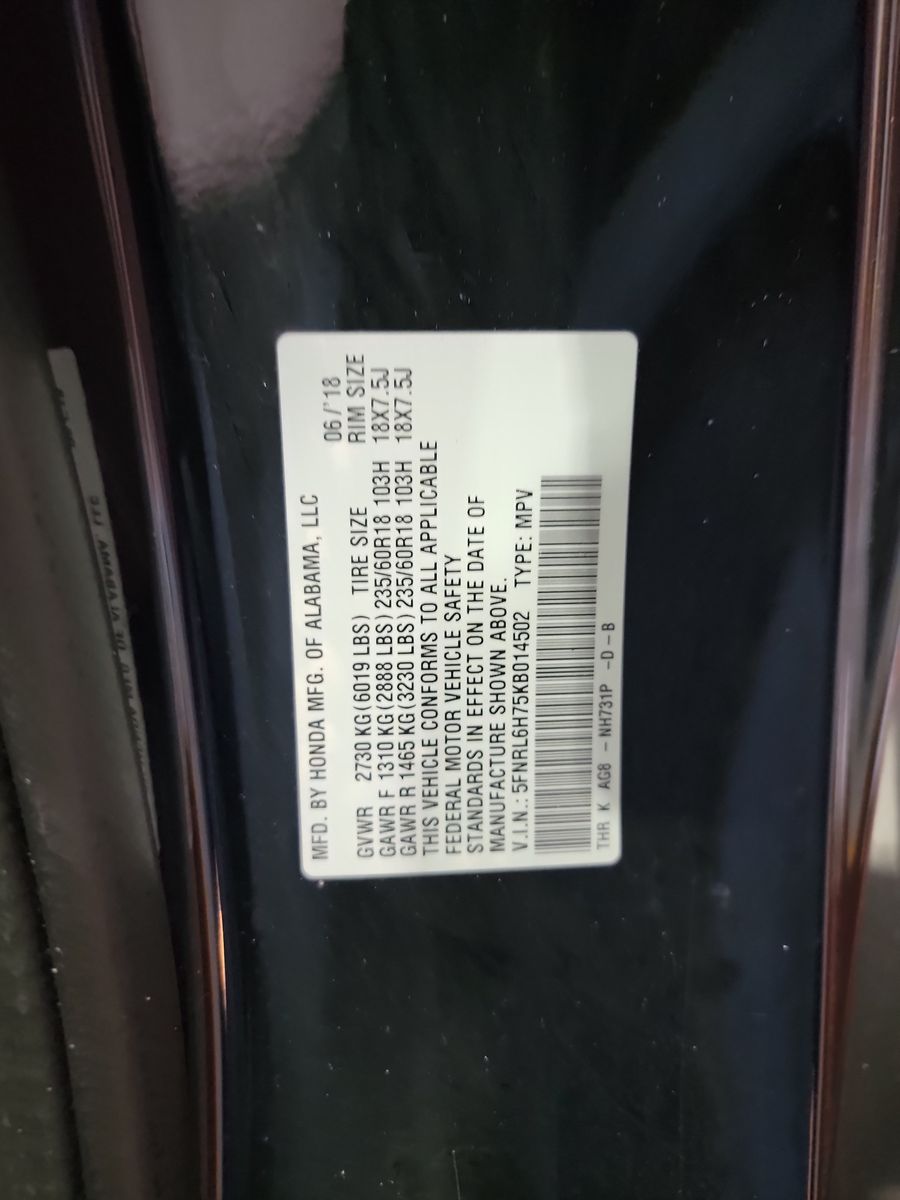 MFD. BY HONDA MFG. OF ALABAMA, LLC 06/'18
GVWR 2730 KG(6019 LBS) TIRE SIZE RIM SIZE
GAWR F 1310 KG(2888 LBS)235/60R18 103H 18X7.5J
GAWR R 1465 KG(3230 LBS)235/60R18 103H 18X7.5J
THIS VEHICLE CONFORMS TO ALL APPLICABLE
FEDERAL MOTOR VEHICLE SAFETY
STANDARDS IN EFFECT ON THE DATE OF
MANUFACTURE SHOWN ABOVE.
V.I.N.: 5FNRL6H75KB014502 TYPE: MPV
THR K AG8 -NH731P -D-B